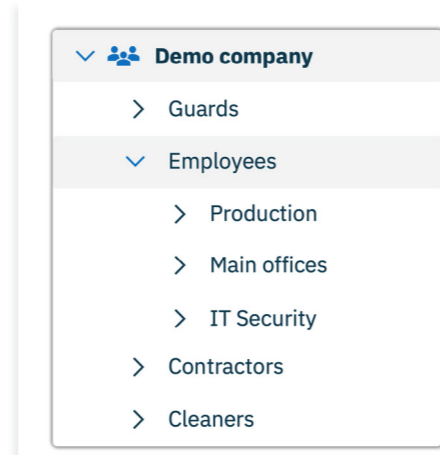 Demo company
Guards
Employees
Production
Main offices
IT Security
Contractors
Cleaners